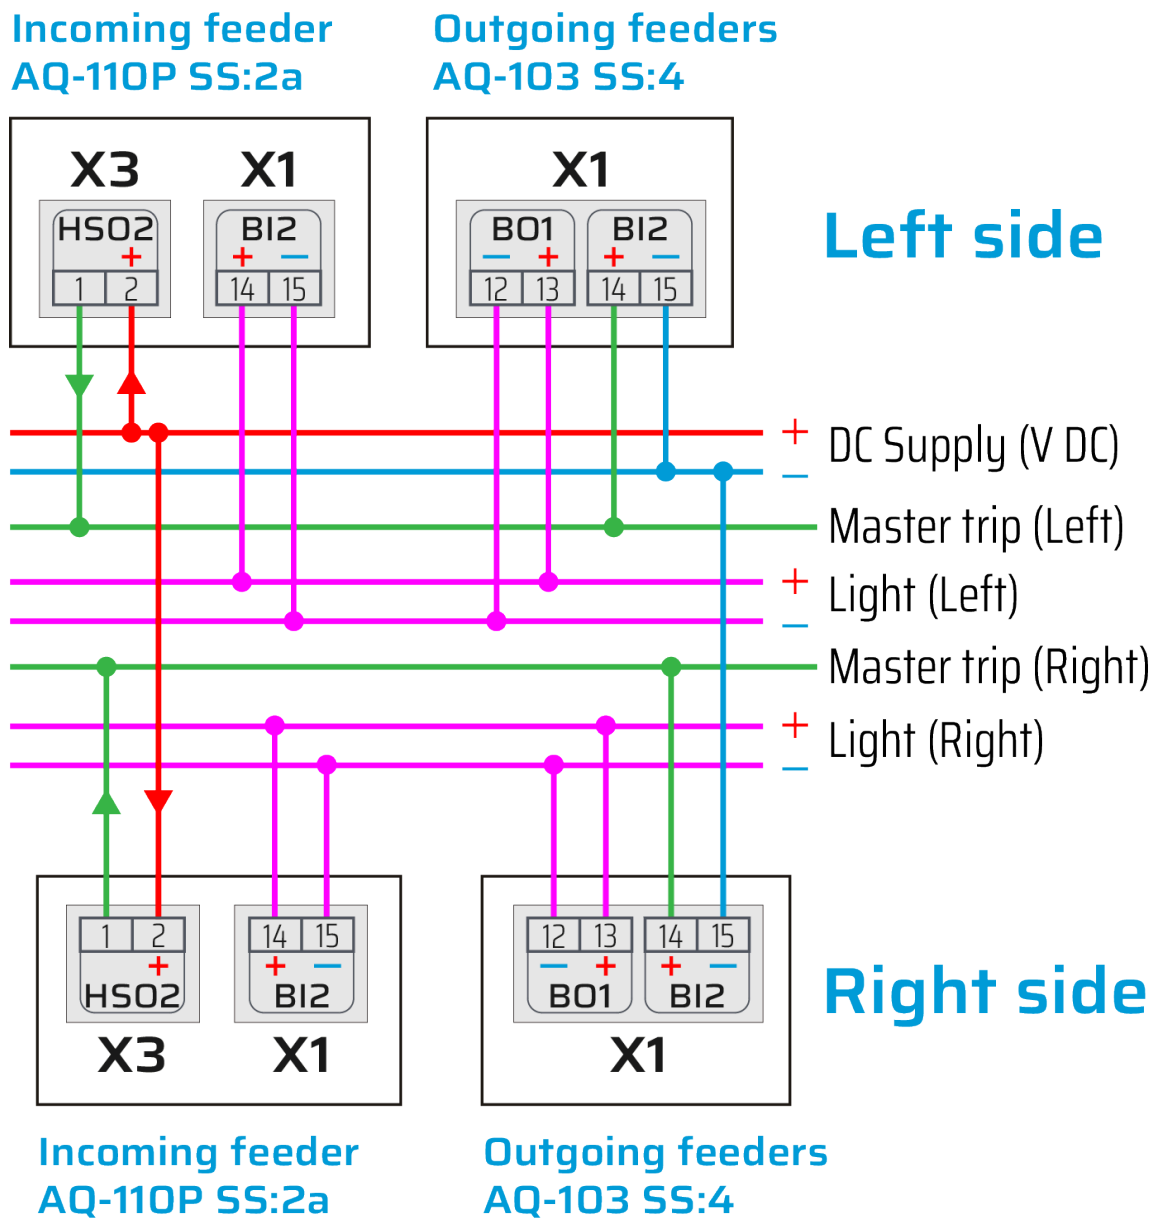 Incoming feeder
AQ-110P SS:2a
Outgoing feeders
AQ-103 SS:4
X3
X1
X1
HSO2
BI2
BO1
BI2
+
+ −
− +
+ −
1 2
14 15
12 13
14 15
Left side
+
−
DC Supply (V DC)
Master trip (Left)
+
−
Light (Left)
Master trip (Right)
+
−
Light (Right)
1 2
14 15
12 13
14 15
+
+ −
− +
+ −
HSO2
BI2
BO1
BI2
X3
X1
X1
Right side
Incoming feeder
AQ-110P SS:2a
Outgoing feeders
AQ-103 SS:4